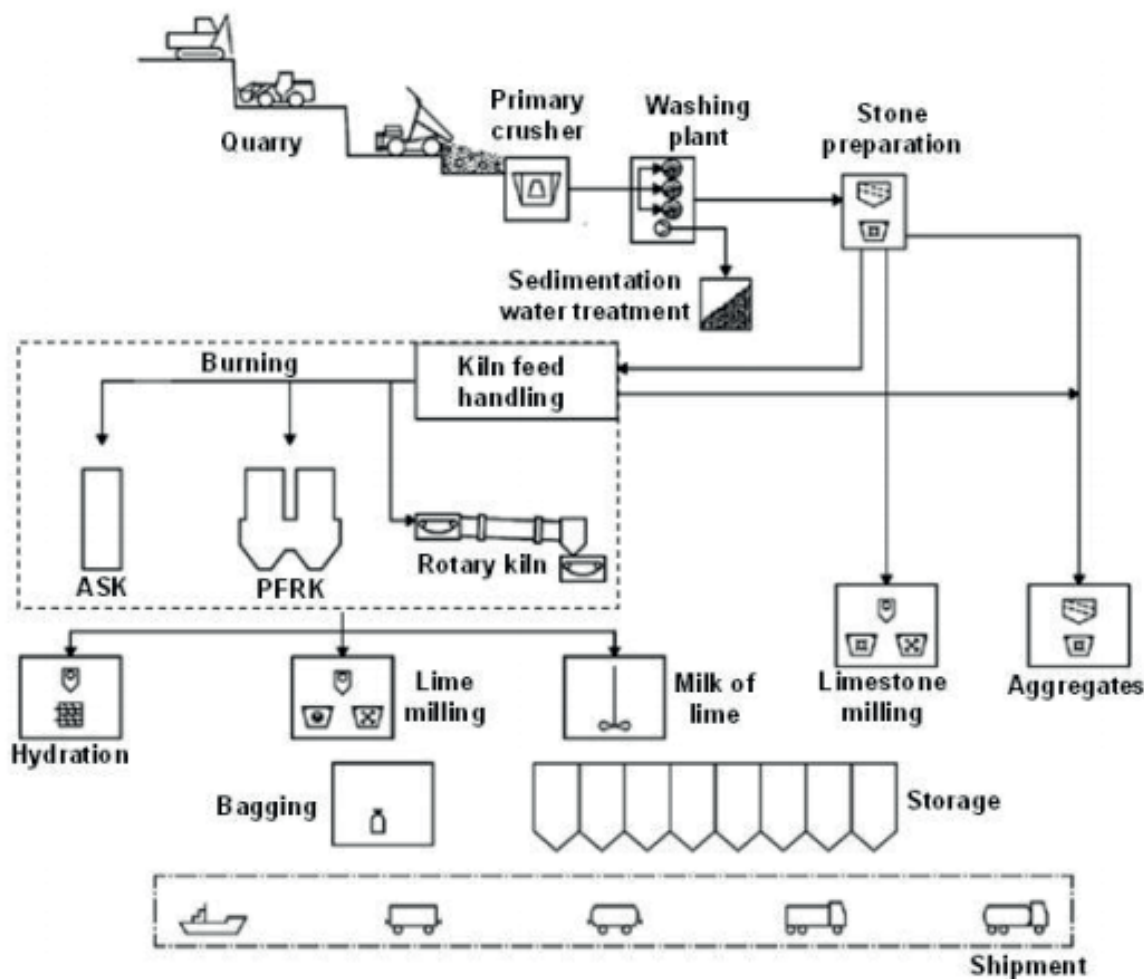 Quarry
Primary
crusher
Washing
plant
Stone
preparation
Sedimentation
water treatment
Burning
Kiln feed
handling
ASK
PFRK
Rotary kiln
Hydration
Lime
milling
Milk of
lime
Limestone
milling
Aggregates
Bagging
Storage
Shipment